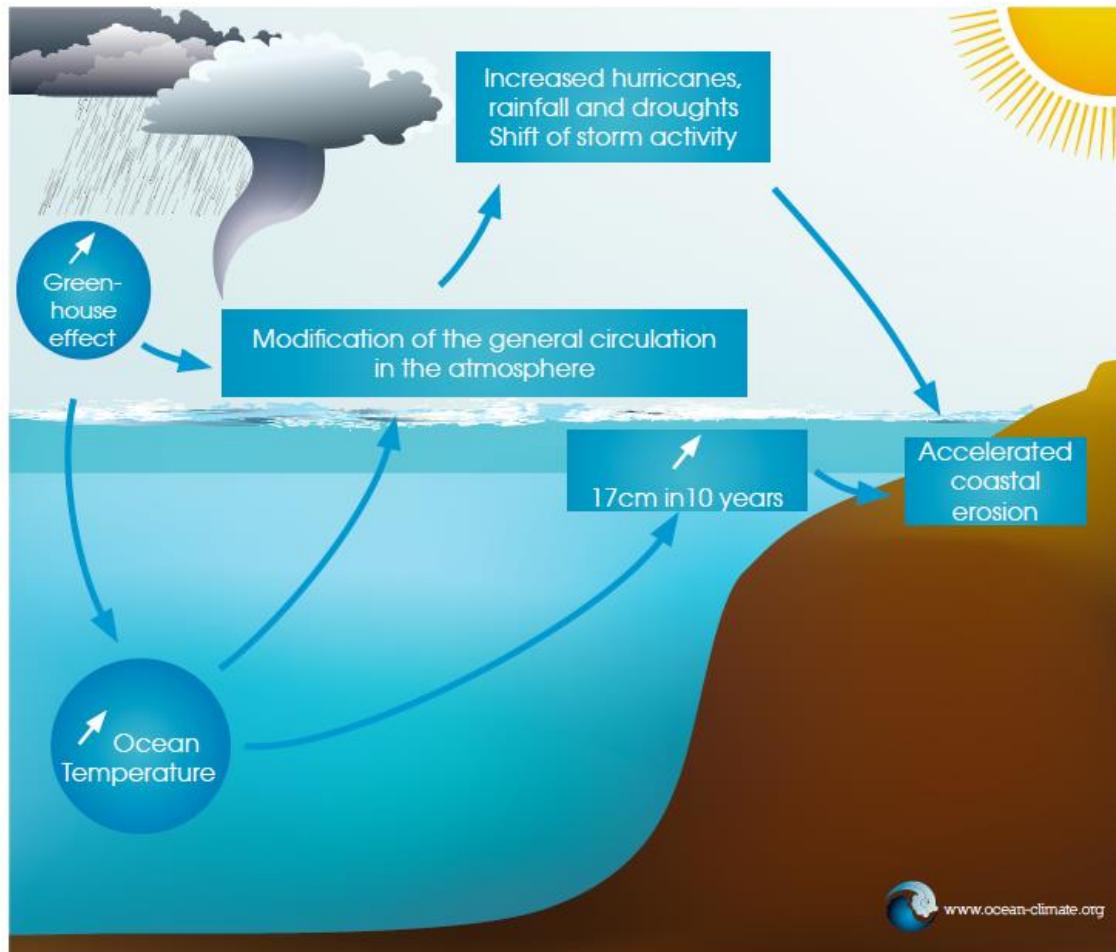 Increased hurricanes,
rainfall and droughts
Shift of storm activity
Green-
house
effect
Modification of the general circulation
in the atmosphere
17cm in10 years
Accelerated
coastal
erosion
Ocean
Temperature
www.ocean-climate.org